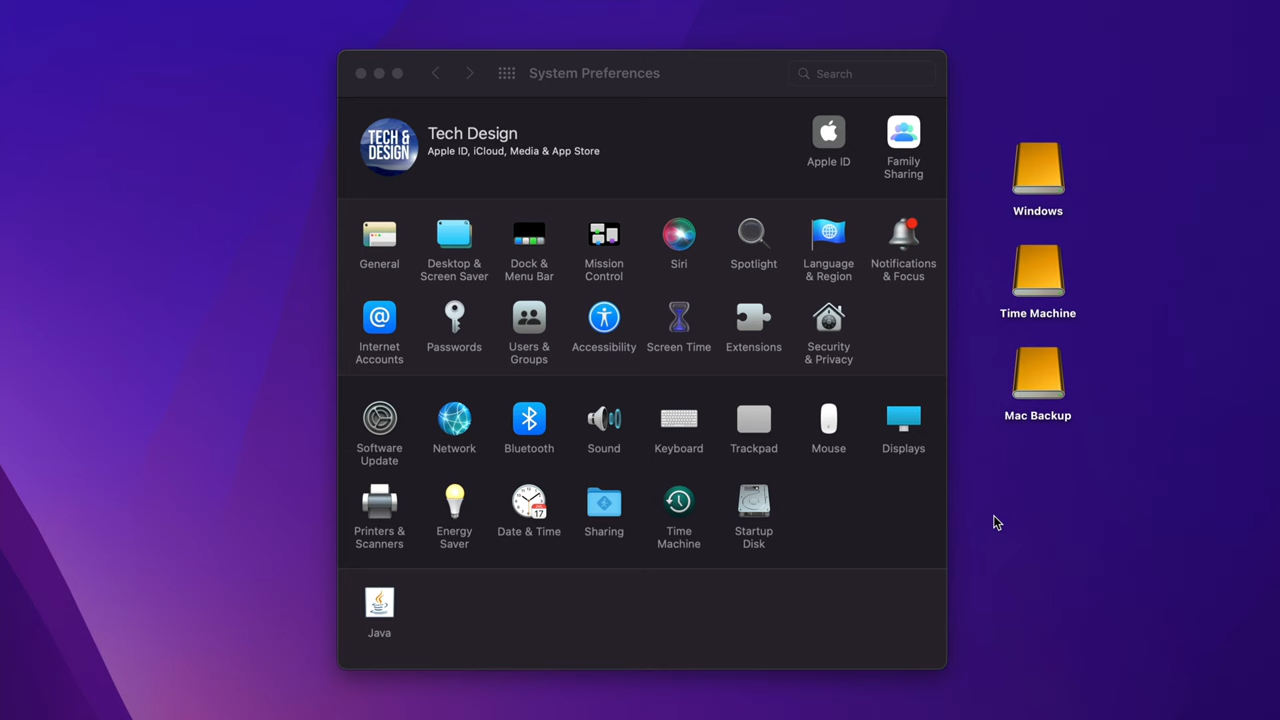 System Preferences
Search
TECH &
DESIGN
Tech Design
Apple ID, iCloud, Media & App Store
Apple ID
Family
Sharing
General
Desktop &
Screen Saver
Dock &
Menu Bar
Mission
Control
Siri
Spotlight
Language
& Region
Notifications
& Focus
Internet
Accounts
Passwords
Users &
Groups
Accessibility
Screen Time
Extensions
Security
& Privacy
Software
Update
Network
Bluetooth
Sound
Keyboard
Trackpad
Mouse
Displays
Printers &
Scanners
Energy
Saver
17
Date & Time
Sharing
Time
Machine
Startup
Disk
Java
Windows
Time Machine
Mac Backup